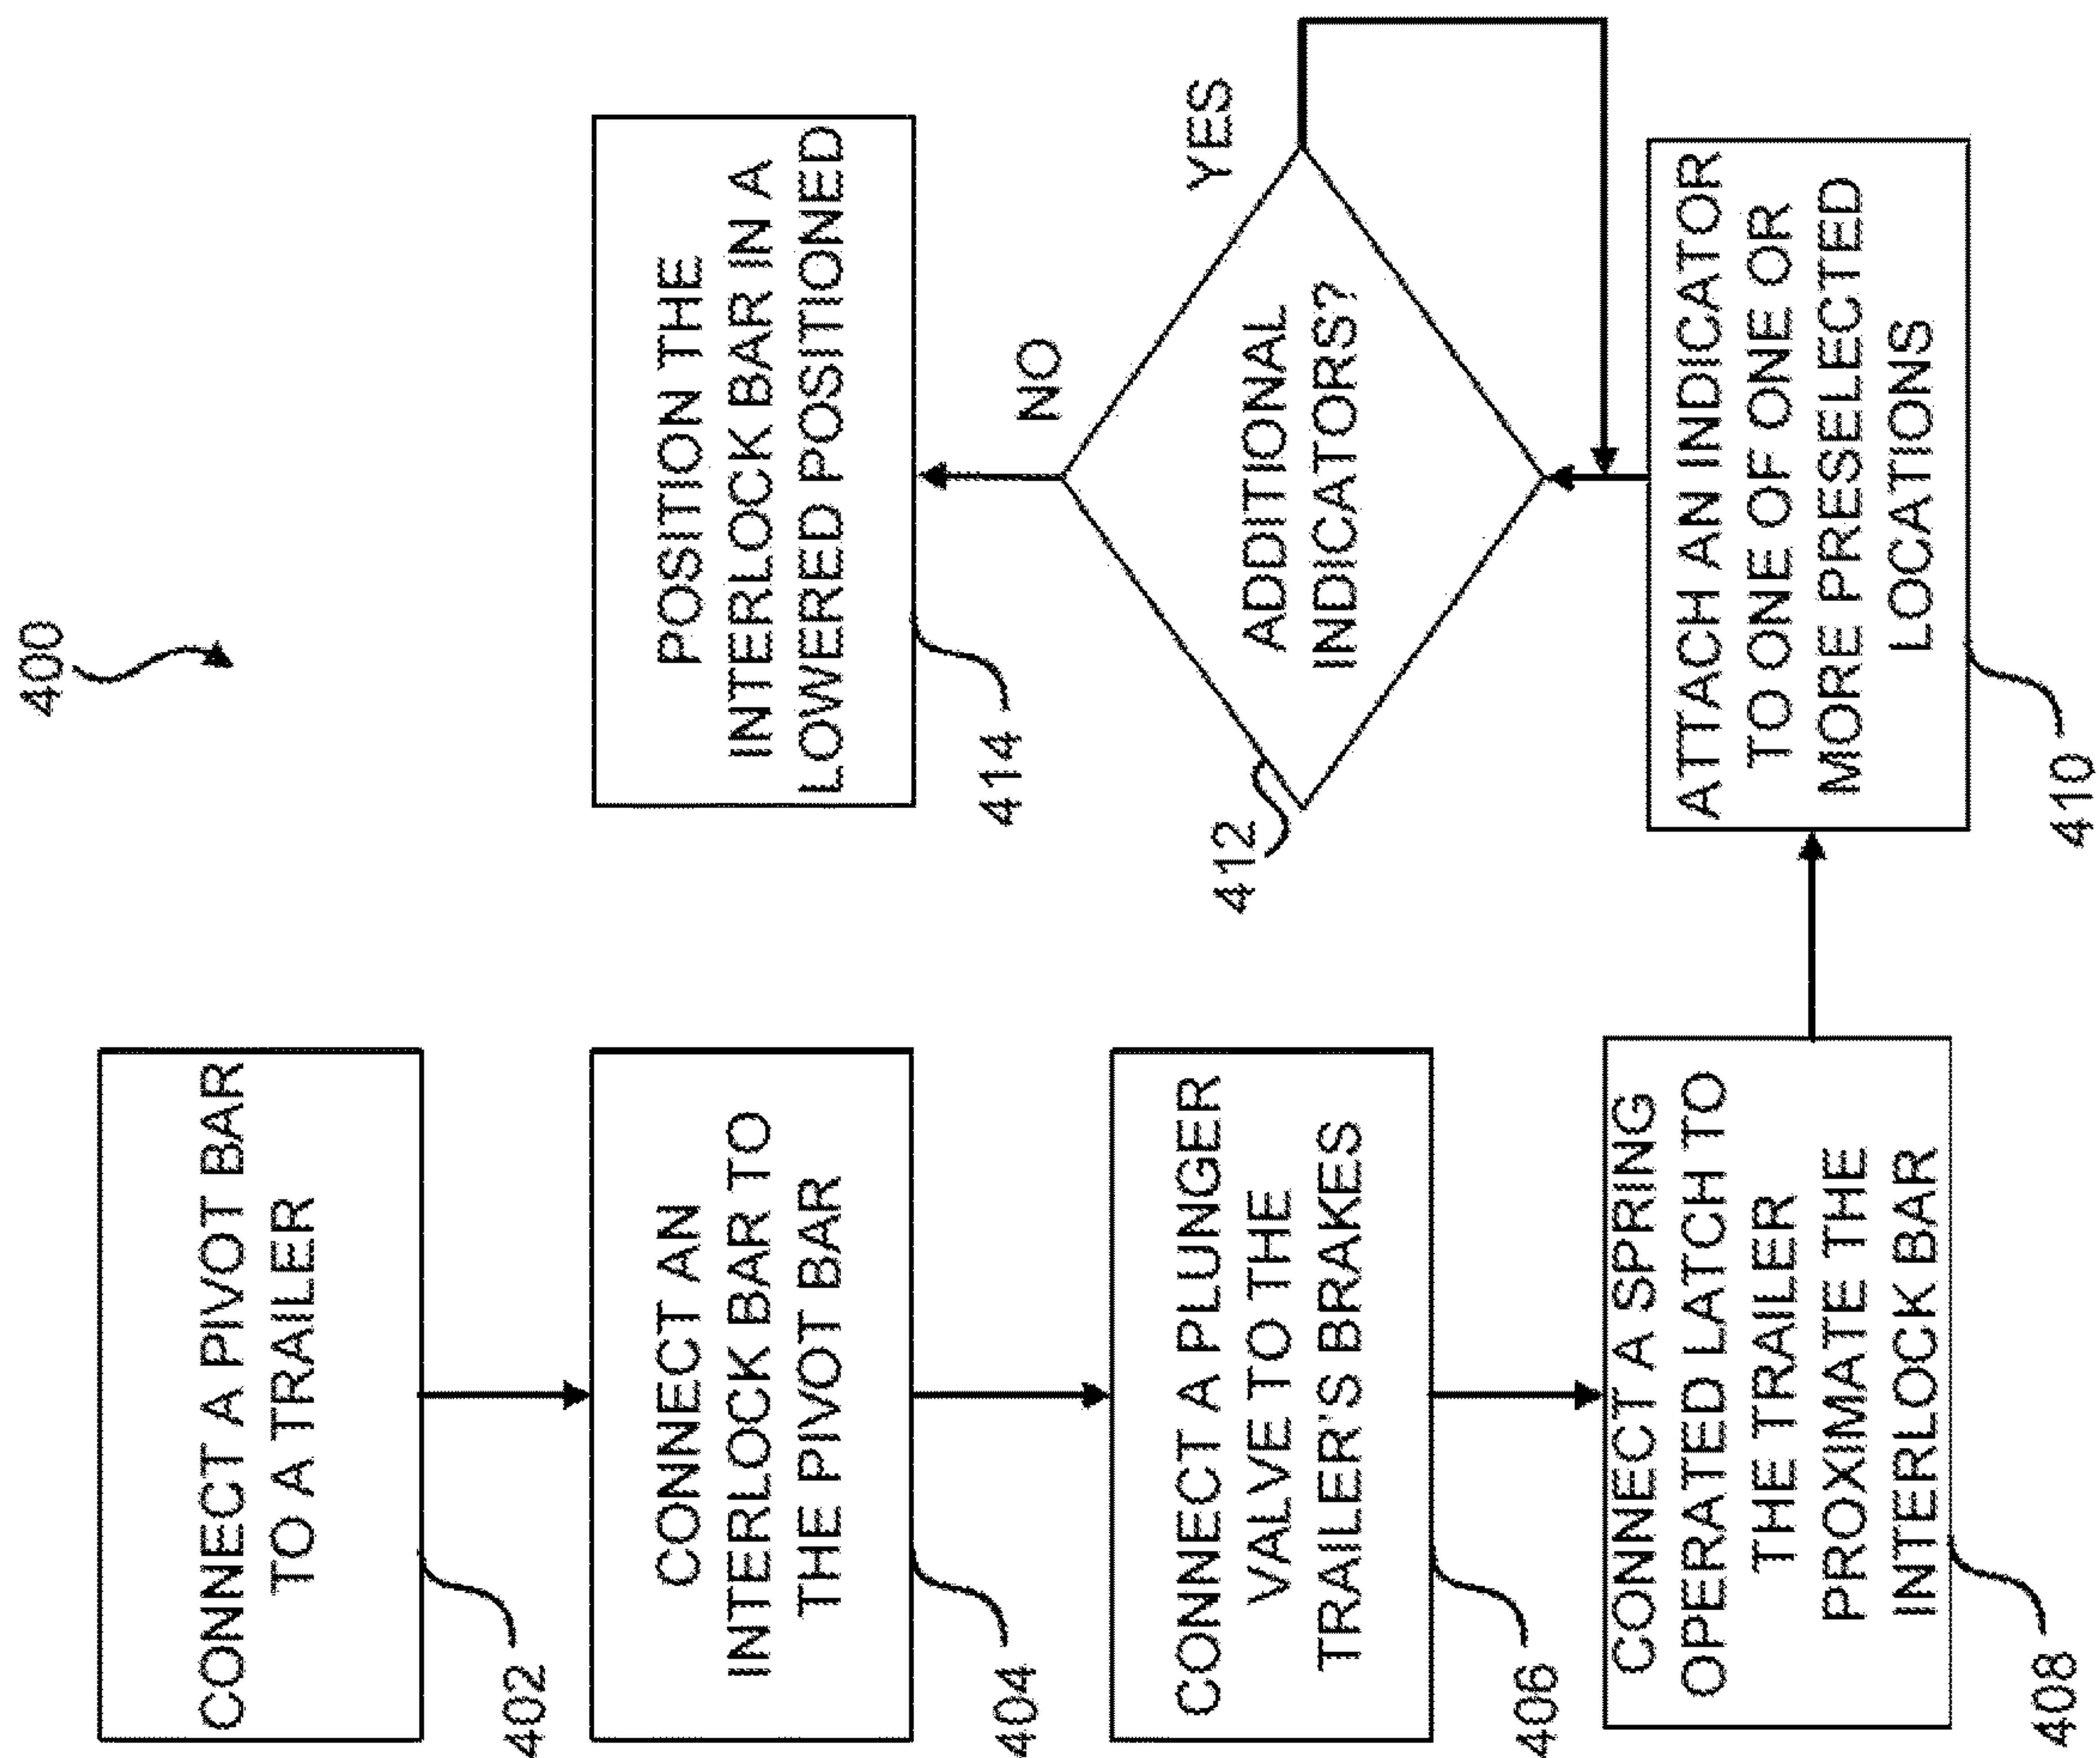 400
CONNECT A PIVOT BAR
TO A TRAILER
402
CONNECT AN
INTERLOCK BAR TO
THE PIVOT BAR
404
CONNECT A PLUNGER
VALVE TO THE
TRAILER'S BRAKES
406
CONNECT A SPRING
OPERATED LATCH TO
THE TRAILER
PROXIMATE THE
INTERLOCK BAR
408
ATTACH AN INDICATOR
TO ONE OF ONE OR
MORE PRESELECTED
LOCATIONS
410
ADDITIONAL
INDICATORS?
412
YES
NO
POSITION THE
INTERLOCK BAR IN A
LOWERED POSITIONED
414